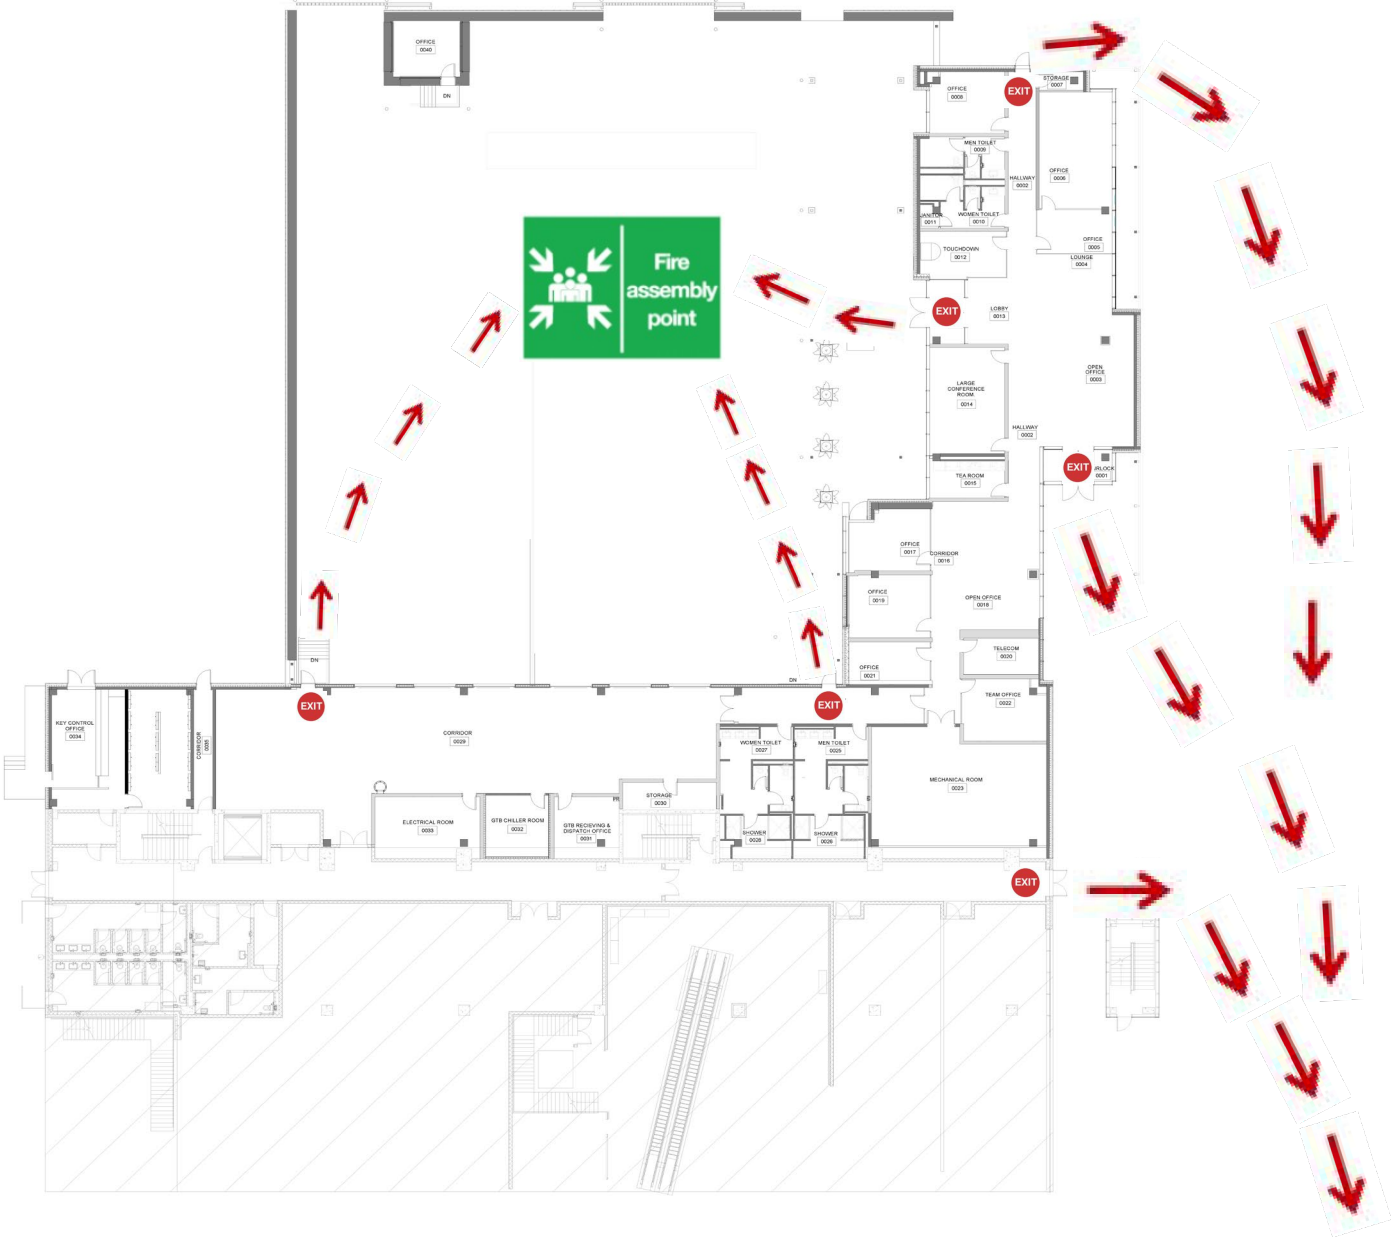 OFFICE
0040
DN
EXIT
STORAGE
0007
OFFICE
0008
MEN TOILET
0009
OFFICE
0006
HALLWAY
0002
JANITOR
0011
WOMEN TOILET
0010
OFFICE
0005
LOUNGE
0004
TOUCHDOWN
0012
Fire
assembly
point
EXIT
LOBBY
0013
OPEN
OFFICE
0003
LARGE
CONFERENCE
ROOM
0014
HALLWAY
0002
EXIT
IRLOCK
0001
TEA ROOM
0015
OFFICE
0017
CORRIDOR
0016
OFFICE
0019
OPEN OFFICE
0018
TELECOM
0020
OFFICE
0021
DN
DN
TEAM OFFICE
0022
EXIT
EXIT
KEY CONTROL
OFFICE
0034
CORRIDOR
0035
CORRIDOR
0029
WOMEN TOILET
0027
MEN TOILET
0025
MECHANICAL ROOM
0023
STORAGE
0030
ELECTRICAL ROOM
0033
GTB CHILLER ROOM
0032
GTB RECIEVING &
DISPATCH OFFICE
0031
SHOWER
0028
SHOWER
0026
EXIT